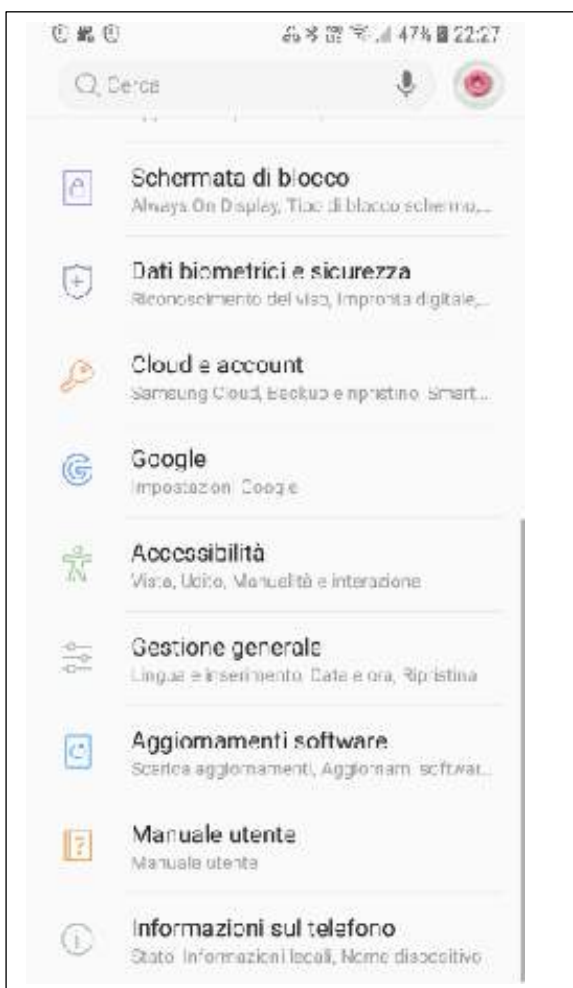 47% 22:27
Cerca
Schermata di blocco
Always On Display, Tipo di blocco schermo,...
Dati biometrici e sicurezza
Riconoscimento del viso, Impronta digitale,...
Cloud e account
Samsung Cloud, Backup e ripristino, Smart...
Google
Impostazioni Google
Accessibilità
Vista, Udito, Manualità e interazione
Gestione generale
Lingua e inserimento, Data e ora, Ripristina
Aggiornamenti software
Scarica aggiornamenti, Aggiornam. softwar...
Manuale utente
Manuale utente
Informazioni sul telefono
Stato, Informazioni legali, Nome dispositivo